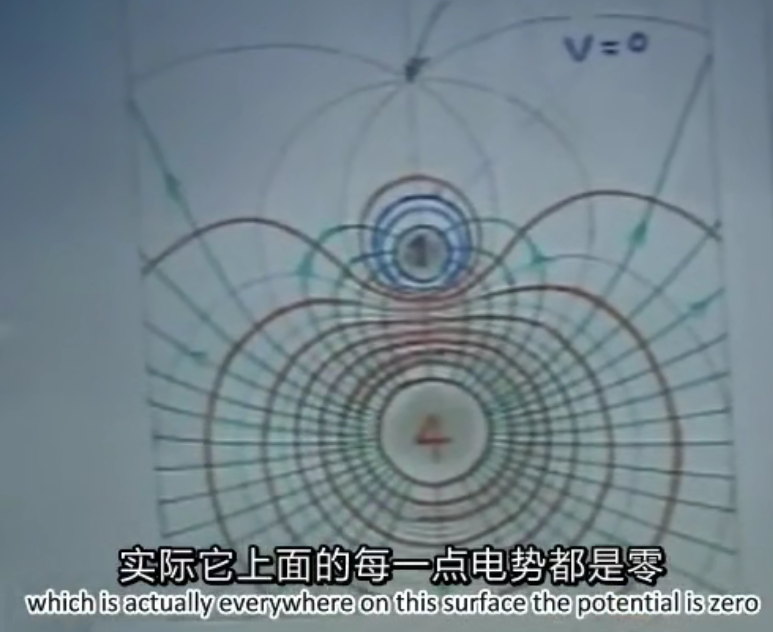 V=0
4
实际它上面的每一点电势都是零
which is actually everywhere on this surface the potential is zero